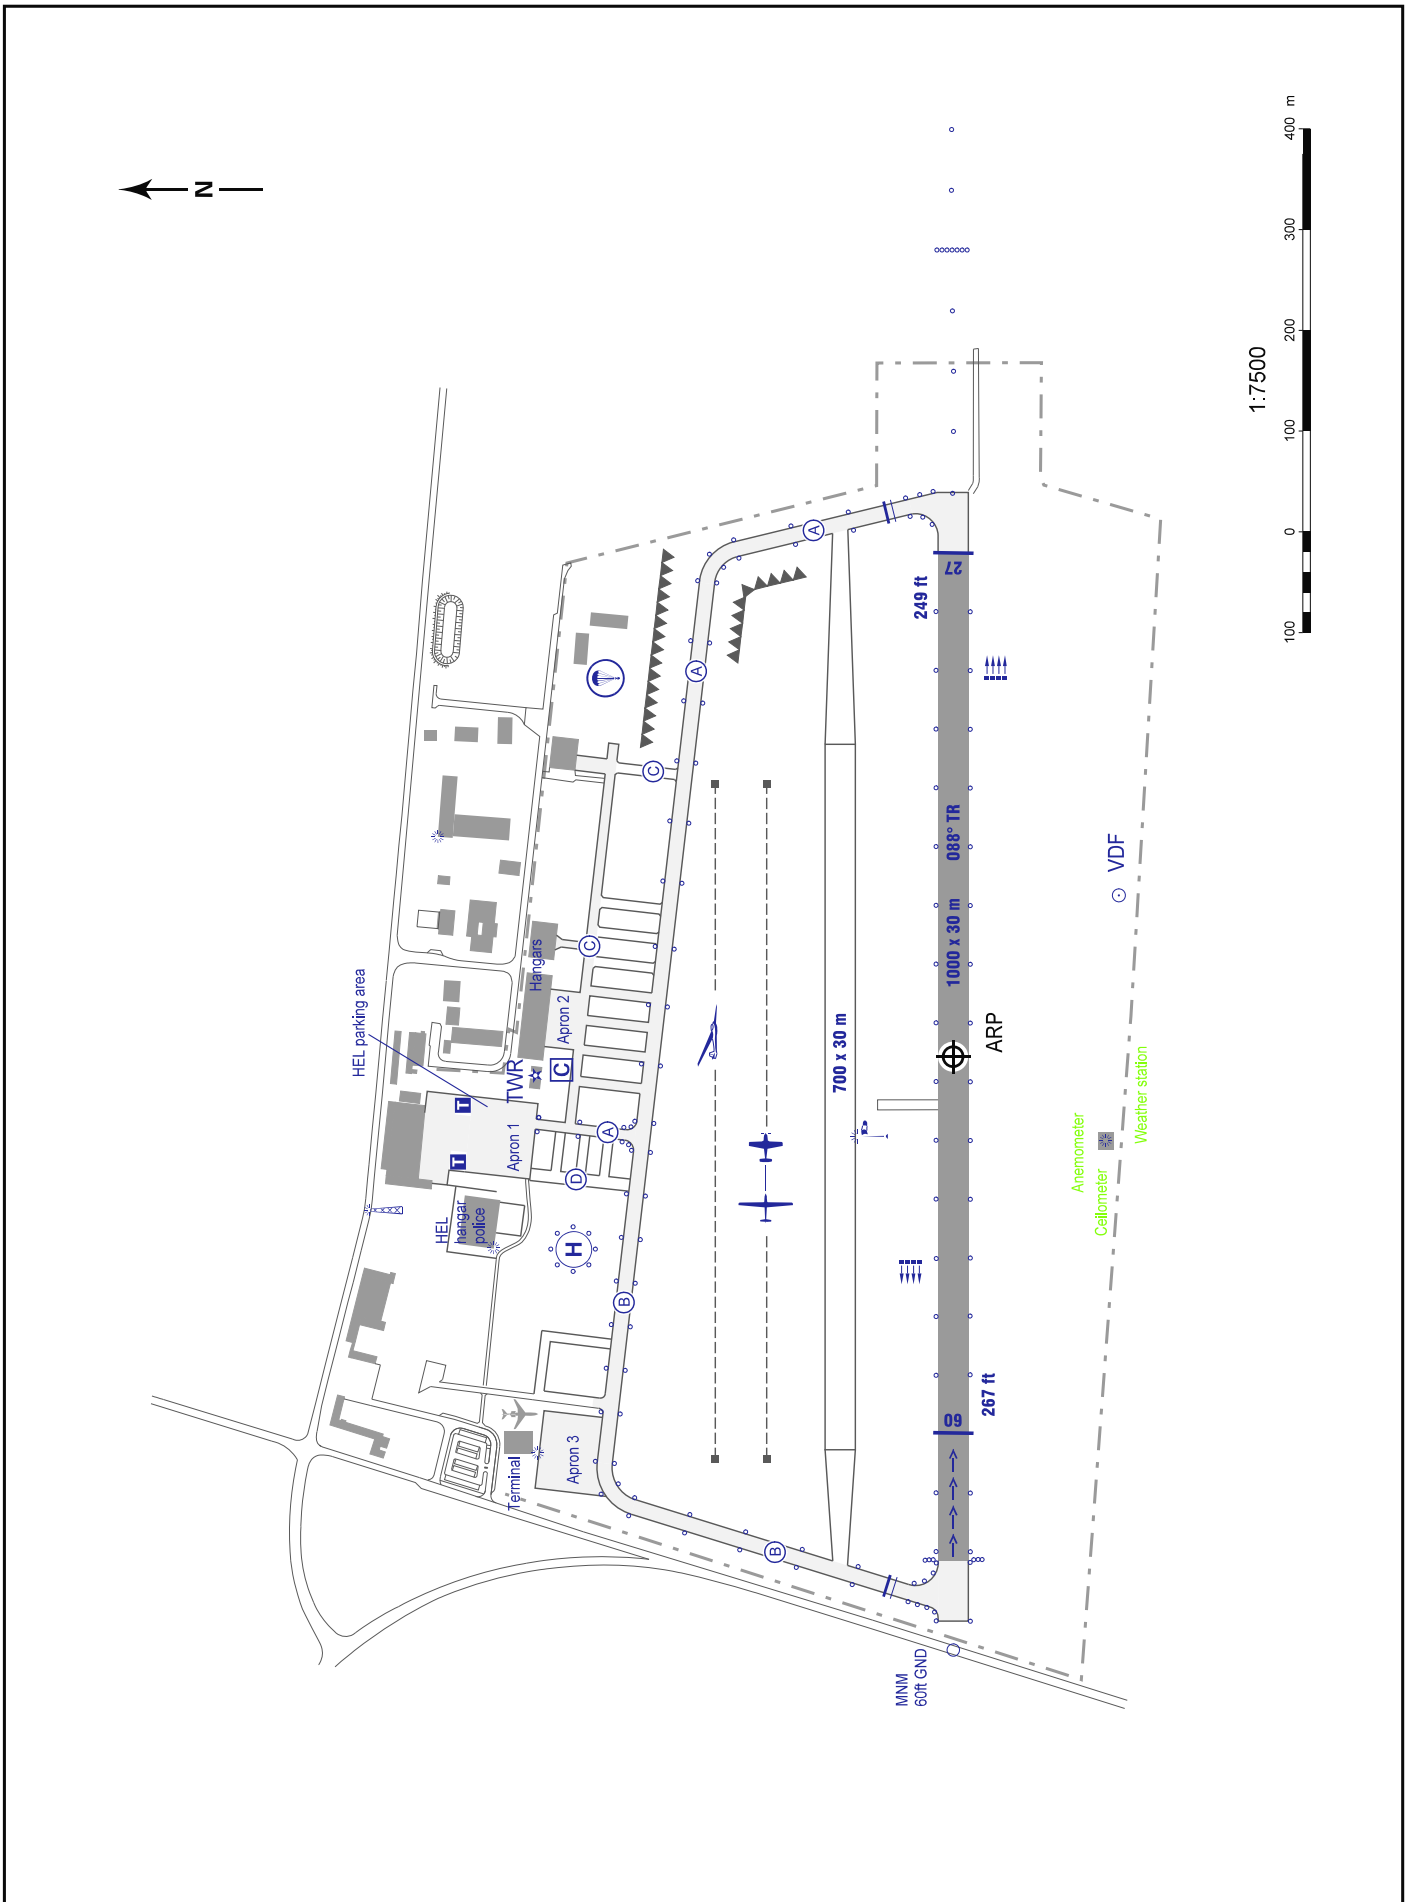 N
400 m
300
200
100
0
100
1:7500
HEL parking area
TWR
C
Hangars
Apron 2
Apron 1
T
T
HEL
hangar
police
H
Terminal
Apron 3
A
A
A
B
B
C
C
D
700 x 30 m
1000 x 30 m
088° TR
27
249 ft
09
267 ft
ARP
VDF
Anemometer
Ceilometer
Weather station
MNM
60ft GND